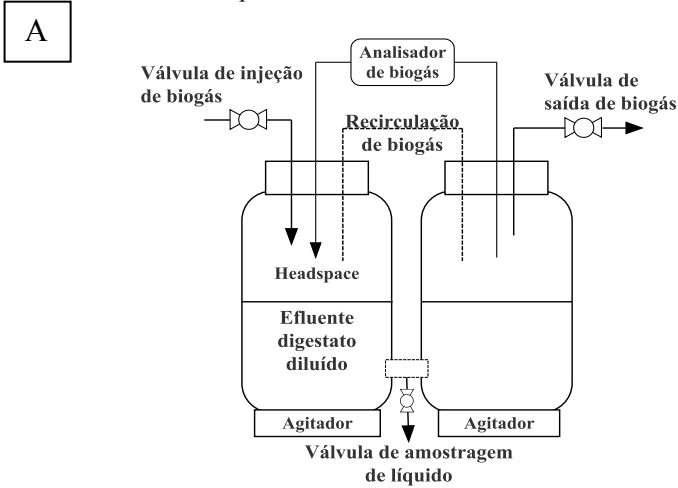 A
Analisador
de biogás
Válvula de injeção
de biogás
Válvula de
saída de biogás
Recirculação
de biogás
Headspace
Efluente
digestato
diluído
Agitador
Agitador
Válvula de amostragem
de líquido